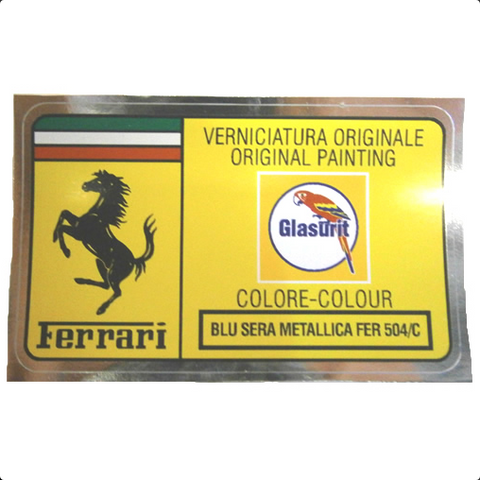 VERNICIATURA ORIGINALE
ORIGINAL PAINTING
Glasurit
COLORE-COLOUR
BLU SERA METALLICA FER 504/C
Ferrari